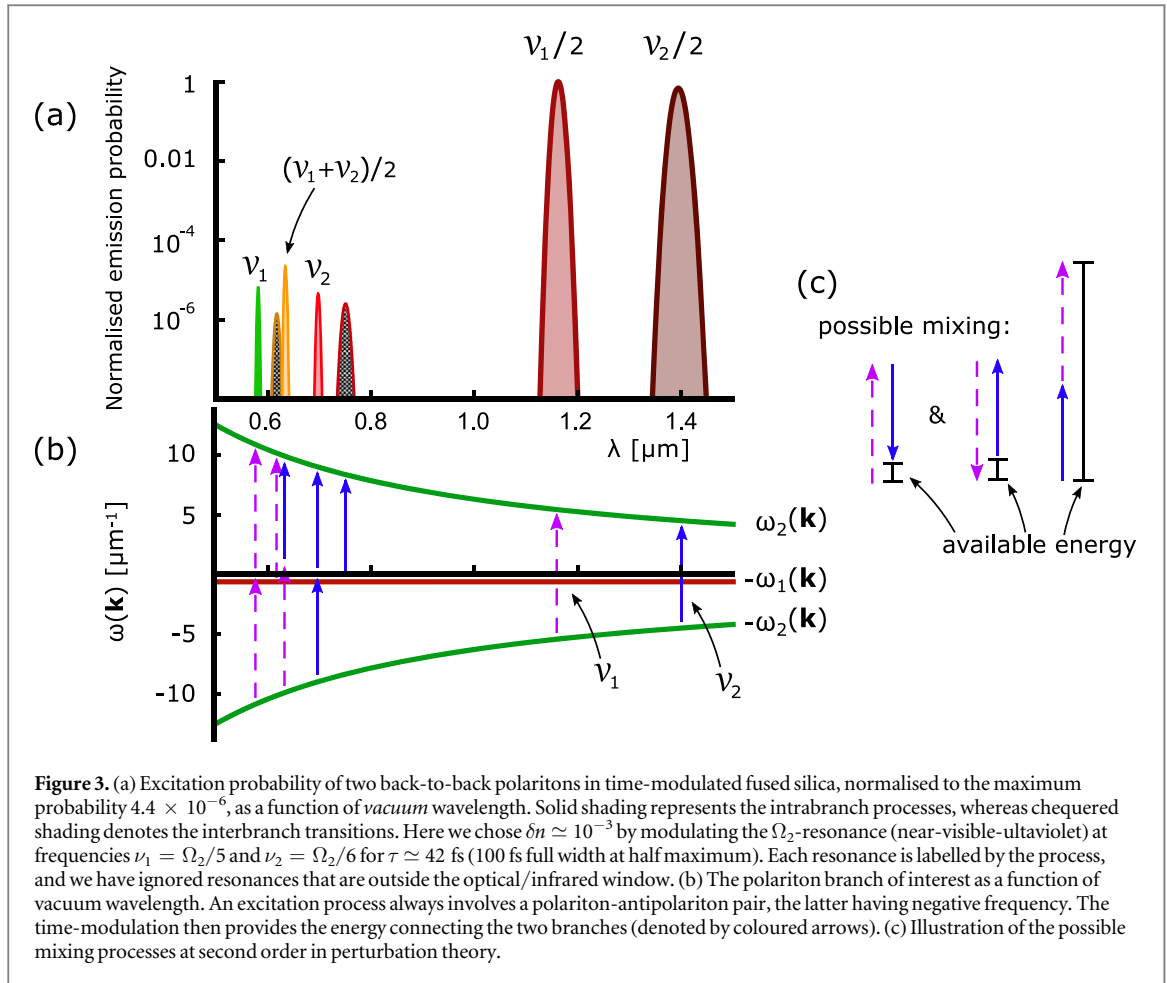 (a)
Normalised emission probability
1
0.01
10⁻⁴
10⁻⁶
ν₁
(ν₁+ν₂)/2
ν₂
ν₁/2
ν₂/2
0.6
0.8
1.0
1.2
1.4
λ [μm]
(b)
ω(k) [μm⁻¹]
10
5
-5
-10
ω₂(k)
-ω₁(k)
-ω₂(k)
ν₁
ν₂
(c)
possible mixing:
&
available energy
Figure 3. (a) Excitation probability of two back-to-back polaritons in time-modulated fused silica, normalised to the maximum
probability 4.4 × 10⁻⁶, as a function of vacuum wavelength. Solid shading represents the intrabranch processes, whereas chequered
shading denotes the interbranch transitions. Here we chose δn ≃ 10⁻³ by modulating the Ω₂-resonance (near-visible-ultaviolet) at
frequencies ν₁ = Ω₂/5 and ν₂ = Ω₂/6 for τ ≃ 42 fs (100 fs full width at half maximum). Each resonance is labelled by the process,
and we have ignored resonances that are outside the optical/infrared window. (b) The polariton branch of interest as a function of
vacuum wavelength. An excitation process always involves a polariton-antipolariton pair, the latter having negative frequency. The
time-modulation then provides the energy connecting the two branches (denoted by coloured arrows). (c) Illustration of the possible
mixing processes at second order in perturbation theory.